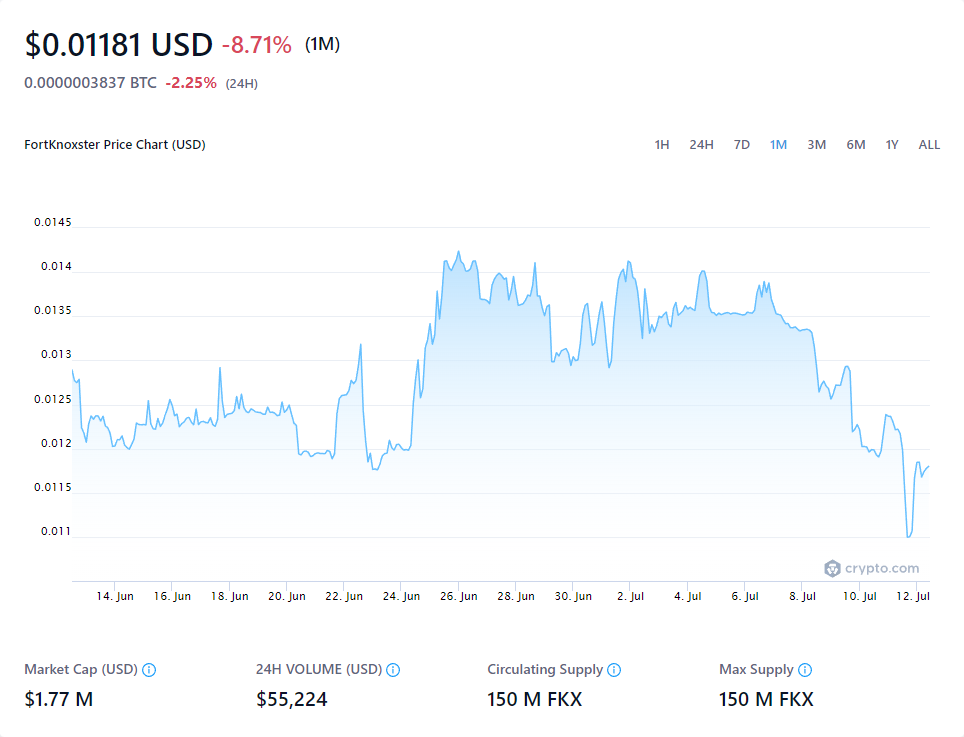 $0.01181 USD -8.71% (1M)
0.0000003837 BTC -2.25% (24H)
FortKnoxster Price Chart (USD) 1H 24H 7D 1M 3M 6M 1Y ALL
0.0145
0.014
0.0135
0.013
0.0125
0.012
0.0115
0.011
crypto.com
14. Jun 16. Jun 18. Jun 20. Jun 22. Jun 24. Jun 26. Jun 28. Jun 30. Jun 2. Jul 4. Jul 6. Jul 8. Jul 10. Jul 12. Jul
Market Cap (USD) 24H VOLUME (USD) Circulating Supply Max Supply
$1.77 M $55,224 150 M FKX 150 M FKX